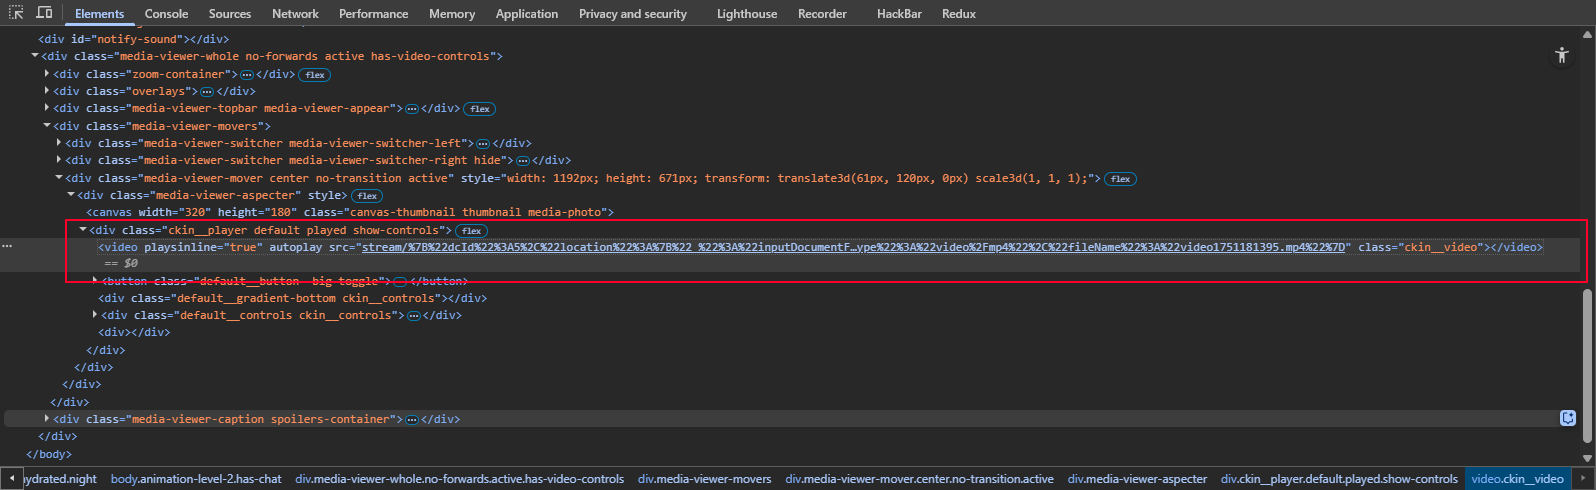 Elements Console Sources Network Performance Memory Application Privacy and security Lighthouse Recorder HackBar Redux
<div id="notify-sound"></div>
<div class="media-viewer-whole no-forwards active has-video-controls">
<div class="zoom-container">…</div> flex
<div class="overlays">…</div>
<div class="media-viewer-topbar media-viewer-appear">…</div> flex
<div class="media-viewer-movers">
<div class="media-viewer-switcher media-viewer-switcher-left">…</div>
<div class="media-viewer-switcher media-viewer-switcher-right hide">…</div>
<div class="media-viewer-mover center no-transition active" style="width: 1192px; height: 671px; transform: translate3d(61px, 120px, 0px) scale3d(1, 1, 1);"> flex
<div class="media-viewer-aspecter" style> flex
<canvas width="320" height="180" class="canvas-thumbnail thumbnail media-photo">
<div class="ckin__player default played show-controls"> flex
… <video playsinline="true" autoplay src="stream/%7B%22dcId%22%3A5%2C%22location%22%3A%7B%22_%22%3A%22inputDocumentF…ype%22%3A%22video%2Fmp4%22%2C%22fileName%22%3A%22video1751181395.mp4%22%7D" class="ckin__video"></video>
== $0
<button class="default__button--big toggle">…</button>
<div class="default__gradient-bottom ckin__controls"></div>
<div class="default__controls ckin__controls">…</div>
<div></div>
</div>
</div>
</div>
</div>
<div class="media-viewer-caption spoilers-container">…</div>
</div>
</body>
ydrated.night body.animation-level-2.has-chat div.media-viewer-whole.no-forwards.active.has-video-controls div.media-viewer-movers div.media-viewer-mover.center.no-transition.active div.media-viewer-aspecter div.ckin__player.default.played.show-controls video.ckin__video